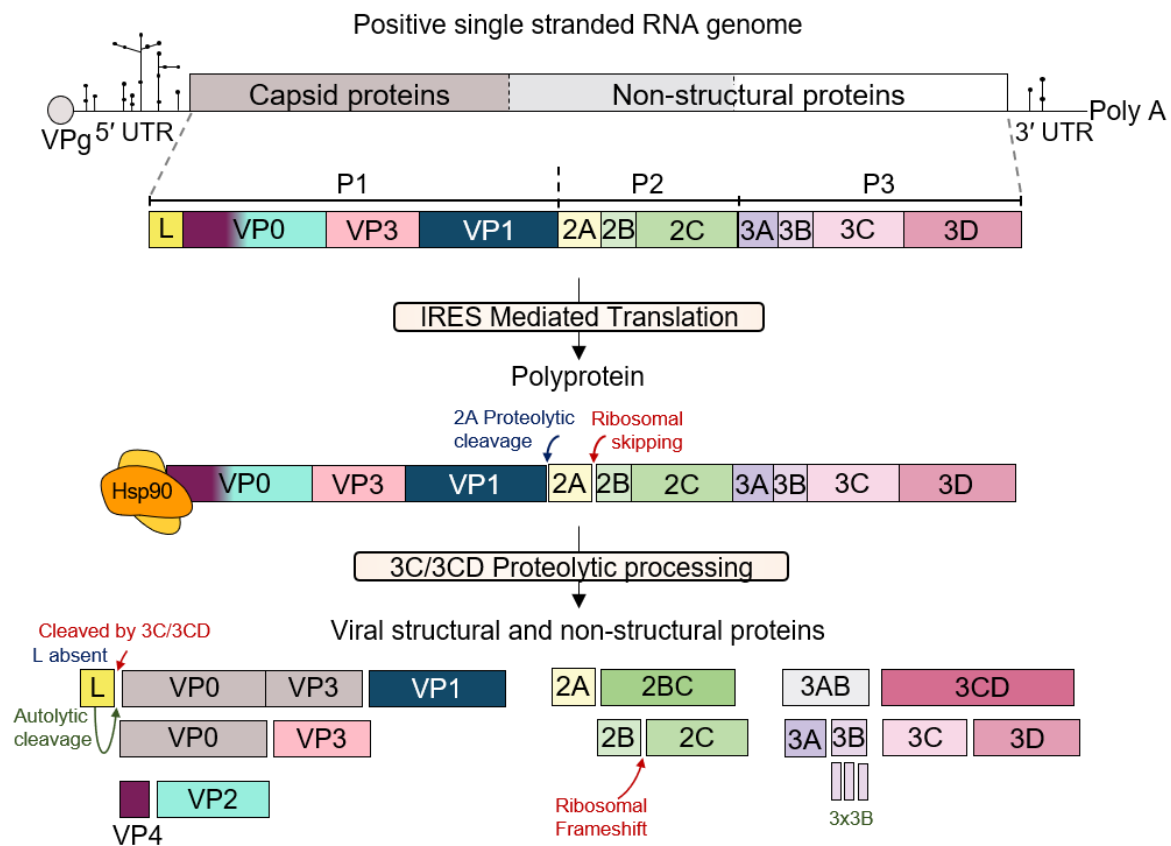 Positive single stranded RNA genome
Capsid proteins
Non-structural proteins
VPg
5' UTR
3' UTR
Poly A
P1
P2
P3
L
VP0
VP3
VP1
2A
2B
2C
3A
3B
3C
3D
IRES Mediated Translation
Polyprotein
2A Proteolytic
cleavage
Ribosomal
skipping
Hsp90
VP0
VP3
VP1
2A
2B
2C
3A
3B
3C
3D
3C/3CD Proteolytic processing
Viral structural and non-structural proteins
Cleaved by 3C/3CD
L absent
L
VP0
VP3
VP1
2A
2BC
3AB
3CD
Autolytic
cleavage
VP0
VP3
2B
2C
3A
3B
3C
3D
VP2
VP4
Ribosomal
Frameshift
3x3B